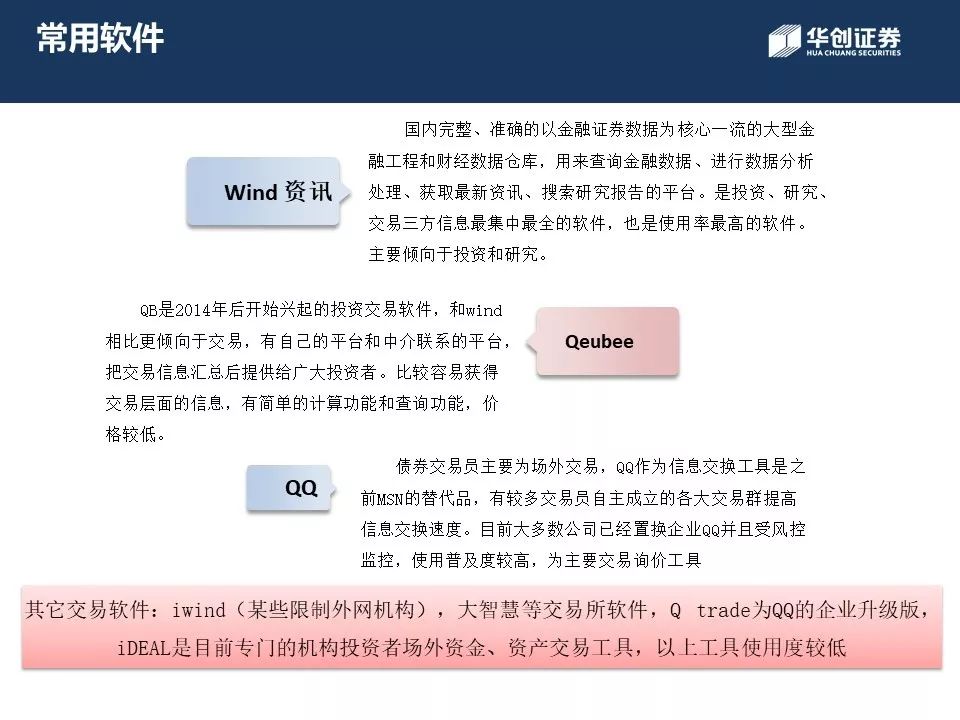 常用软件
华创证券
HUA CHUANG SECURITIES
Wind 资讯
国内完整、准确的以金融证券数据为核心一流的大型金
融工程和财经数据仓库，用来查询金融数据、进行数据分析
处理、获取最新资讯、搜索研究报告的平台。是投资、研究、
交易三方信息最集中最全的软件，也是使用率最高的软件。
主要倾向于投资和研究。
QB是2014年后开始兴起的投资交易软件，和wind
相比更倾向于交易，有自己的平台和中介联系的平台，
把交易信息汇总后提供给广大投资者。比较容易获得
交易层面的信息，有简单的计算功能和查询功能，价
格较低。
Qeubee
QQ
债券交易员主要为场外交易，QQ作为信息交换工具是之
前MSN的替代品，有较多交易员自主成立的各大交易群提高
信息交换速度。目前大多数公司已经置换企业QQ并且受风控
监控，使用普及度较高，为主要交易询价工具
其它交易软件：iwind（某些限制外网机构），大智慧等交易所软件，Q trade为QQ的企业升级版，
iDEAL是目前专门的机构投资者场外资金、资产交易工具，以上工具使用度较低